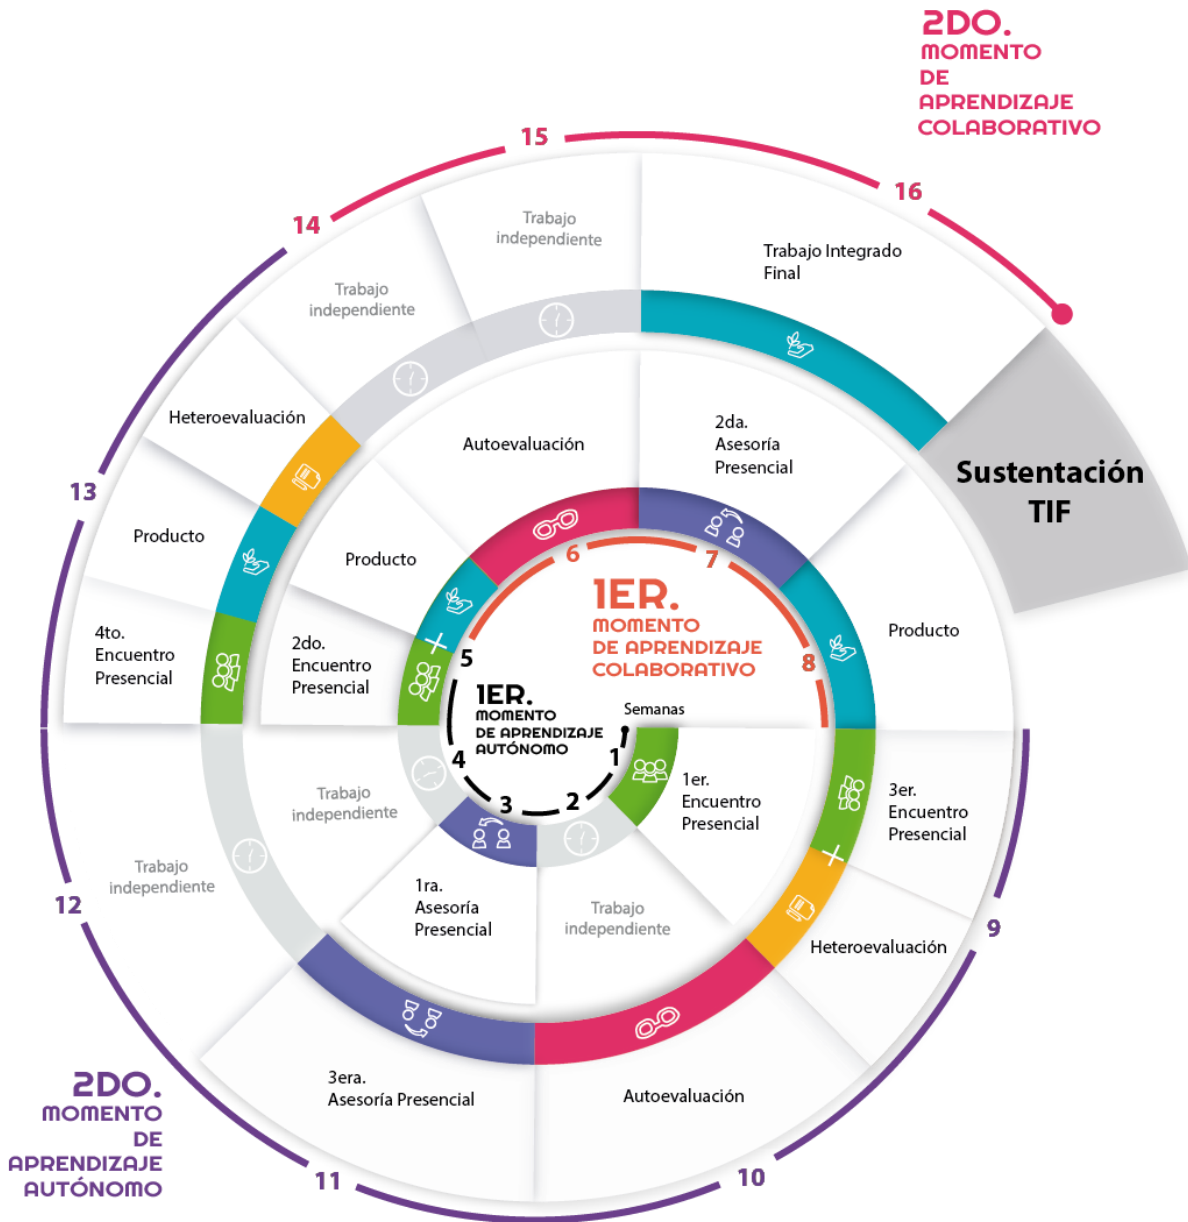 2DO.
MOMENTO
DE
APRENDIZAJE
COLABORATIVO
15
16
14
Trabajo
independiente
Trabajo Integrado
Final
Trabajo
independiente
Heteroevaluación
Autoevaluación
2da.
Asesoría
Presencial
Sustentación
TIF
13
Producto
Producto
6
7
1ER.
MOMENTO
DE APRENDIZAJE
COLABORATIVO
Producto
4to.
Encuentro
Presencial
2do.
Encuentro
Presencial
5
8
1ER.
MOMENTO
DE APRENDIZAJE
AUTÓNOMO
Semanas
4
1
3
2
1er.
Encuentro
Presencial
3er.
Encuentro
Presencial
Trabajo
independiente
Trabajo
independiente
12
1ra.
Asesoría
Presencial
Trabajo
independiente
9
Heteroevaluación
3era.
Asesoría Presencial
Autoevaluación
2DO.
MOMENTO
DE
APRENDIZAJE
AUTÓNOMO
11
10